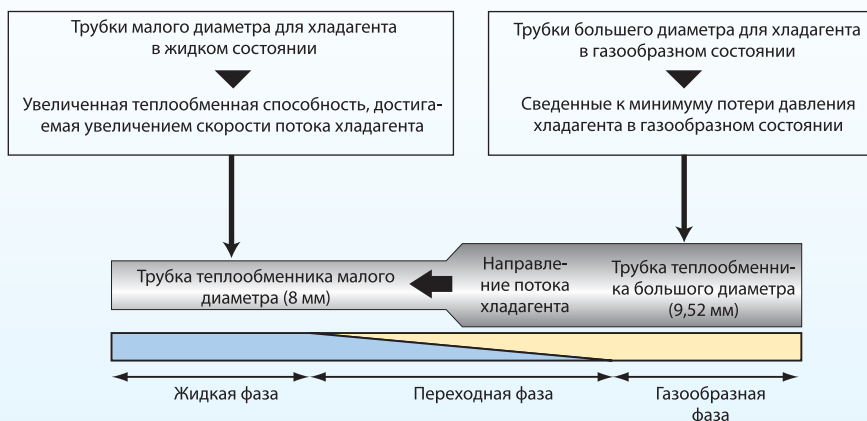 Трубки малого диаметра для хладагента
в жидком состоянии
Увеличенная теплообменная способность, достига-
емая увеличением скорости потока хладагента
Трубки большего диаметра для хладагента
в газообразном состоянии
Сведенные к минимуму потери давления
хладагента в газообразном состоянии
Трубка теплообменника малого
диаметра (8 мм)
Направле-
ние потока
хладагента
Трубка теплообменни-
ка большого диаметра
(9,52 мм)
Жидкая фаза
Переходная фаза
Газообразная
фаза